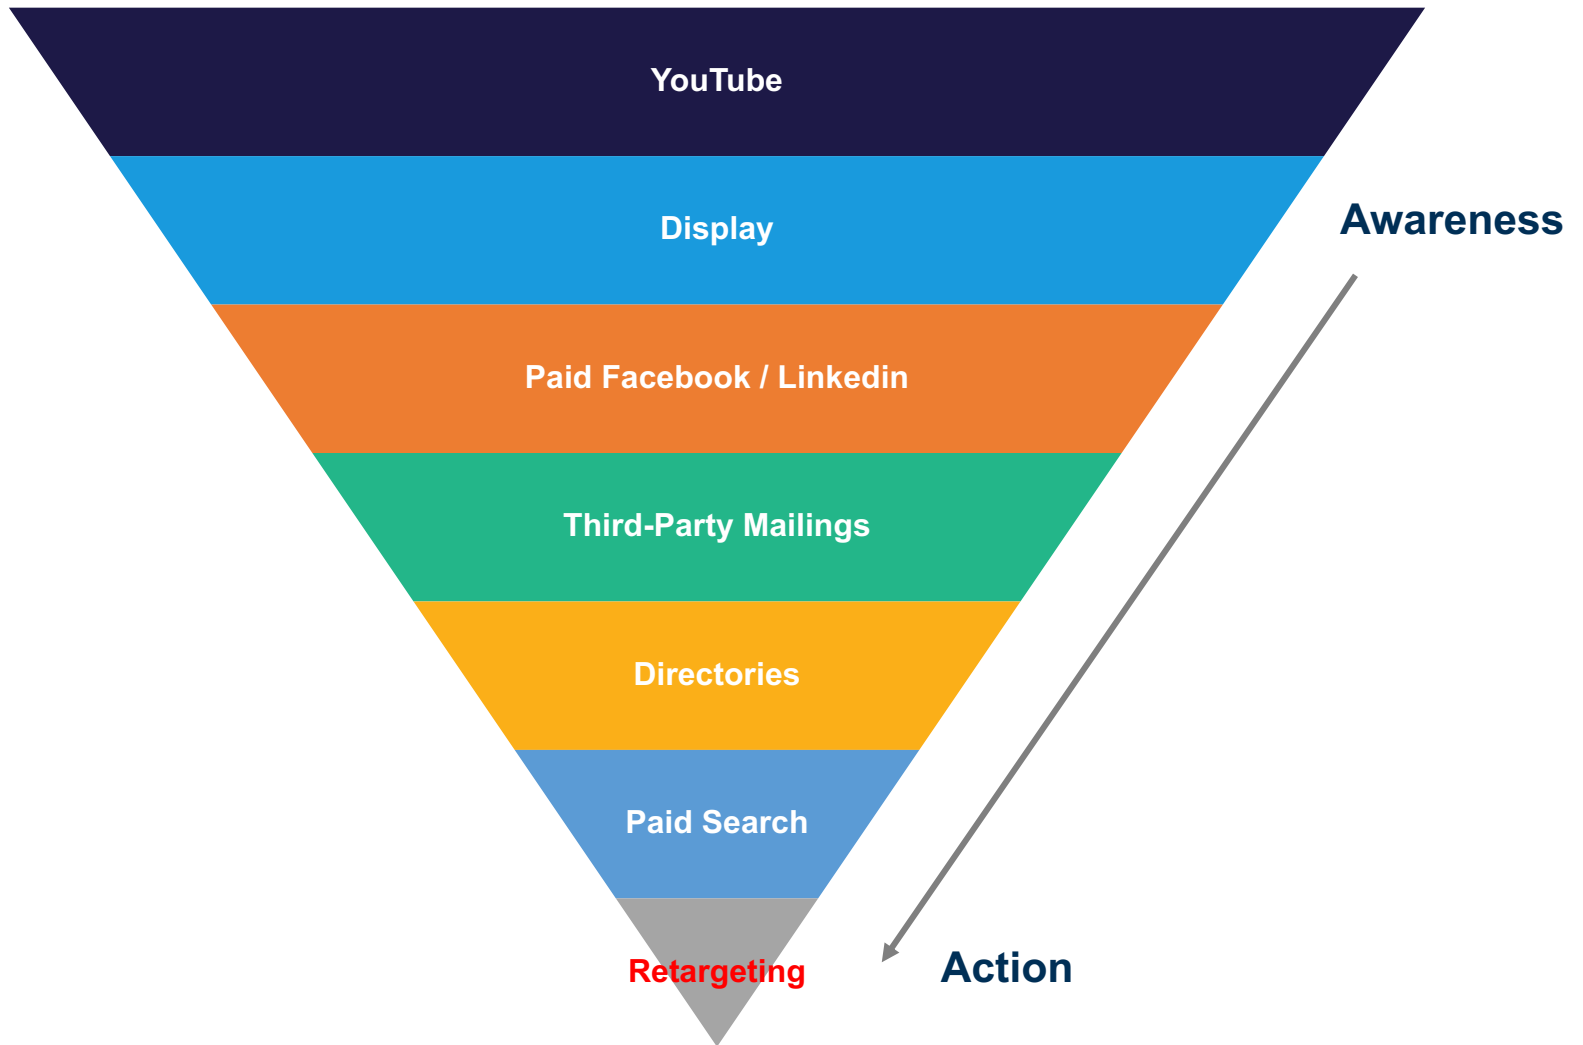 YouTube
Display
Awareness
Paid Facebook / Linkedin
Third-Party Mailings
Directories
Paid Search
Retargeting
Action